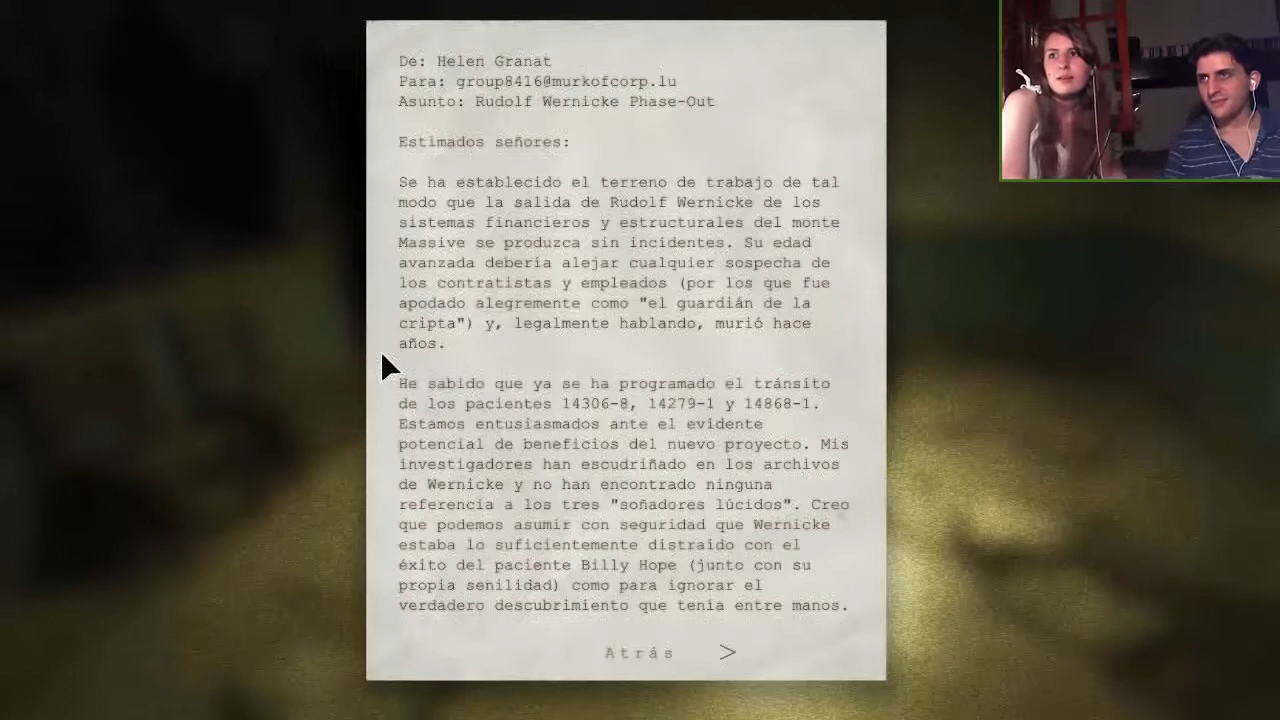 De: Helen Granat
Para: group8416@murkofcorp.lu
Asunto: Rudolf Wernicke Phase-Out
Estimados señores:
Se ha establecido el terreno de trabajo de tal
modo que la salida de Rudolf Wernicke de los
sistemas financieros y estructurales del monte
Massive se produzca sin incidentes. Su edad
avanzada debería alejar cualquier sospecha de
los contratistas y empleados (por los que fue
apodado alegremente como "el guardián de la
cripta") y, legalmente hablando, murió hace
años.
He sabido que ya se ha programado el tránsito
de los pacientes 14306-8, 14279-1 y 14868-1.
Estamos entusiasmados ante el evidente
potencial de beneficios del nuevo proyecto. Mis
investigadores han escudriñado en los archivos
de Wernicke y no han encontrado ninguna
referencia a los tres "soñadores lúcidos". Creo
que podemos asumir con seguridad que Wernicke
estaba lo suficientemente distraído con el
éxito del paciente Billy Hope (junto con su
propia senilidad) como para ignorar el
verdadero descubrimiento que tenía entre manos.
Atrás >